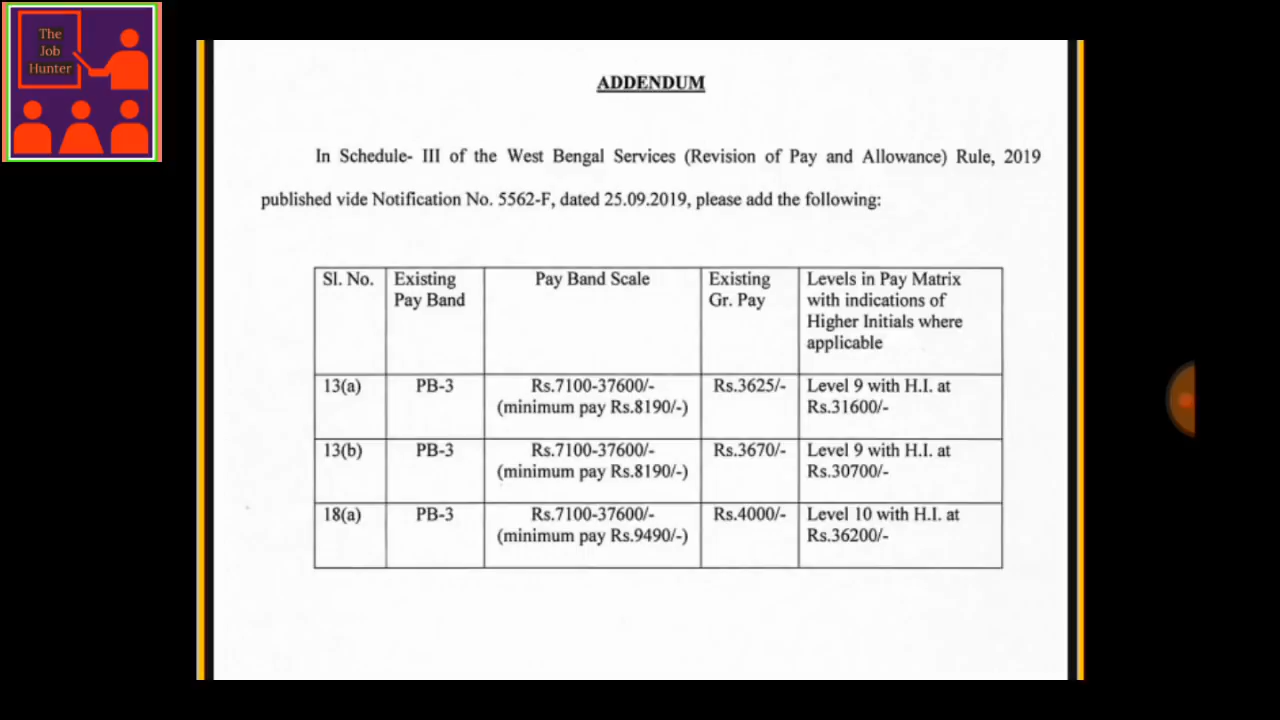 The
Job
Hunter
ADDENDUM
In Schedule- III of the West Bengal Services (Revision of Pay and Allowance) Rule, 2019
published vide Notification No. 5562-F, dated 25.09.2019, please add the following:
Sl. No. Existing Pay Band Scale Existing Levels in Pay Matrix
Pay Band Gr. Pay with indications of
Higher Initials where
applicable
13(a) PB-3 Rs.7100-37600/- Rs.3625/- Level 9 with H.I. at
(minimum pay Rs.8190/-) Rs.31600/-
13(b) PB-3 Rs.7100-37600/- Rs.3670/- Level 9 with H.I. at
(minimum pay Rs.8190/-) Rs.30700/-
18(a) PB-3 Rs.7100-37600/- Rs.4000/- Level 10 with H.I. at
(minimum pay Rs.9490/-) Rs.36200/-